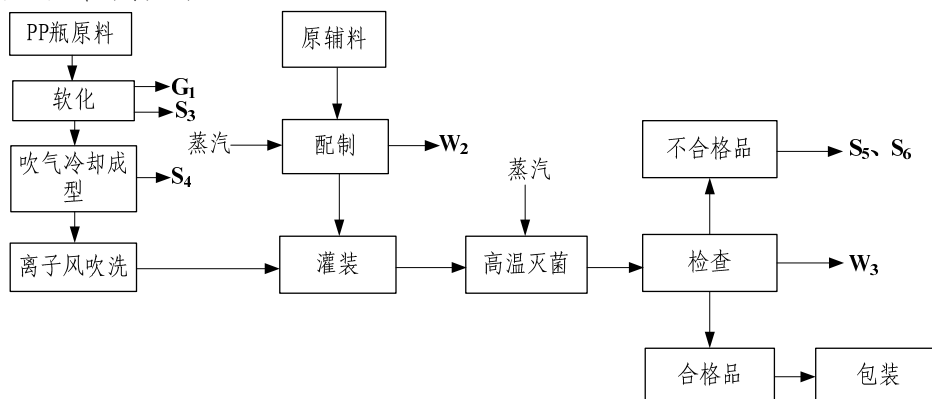 PP瓶原料
原辅料
软化
G₁
S₃
蒸汽
配制
W₂
不合格品
S₅、S₆
吹气冷却成
型
S₄
蒸汽
离子风吹洗
灌装
高温灭菌
检查
W₃
合格品
包装